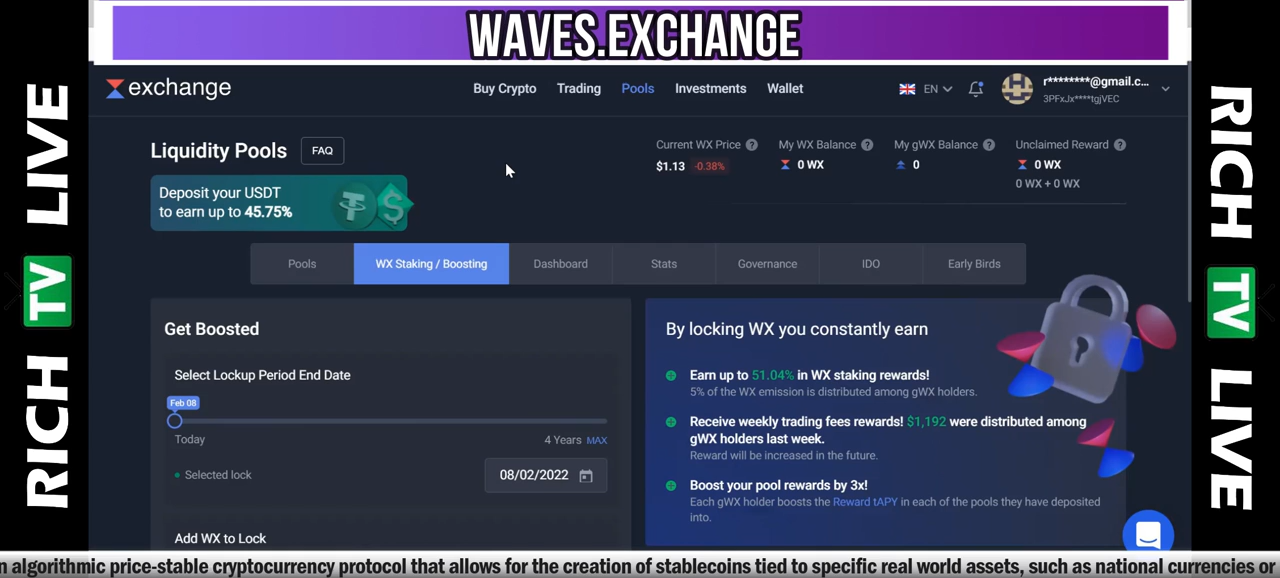 WAVES.EXCHANGE
RICH TV LIVE
exchange
Buy Crypto Trading Pools Investments Wallet
EN
r********@gmail.c...
3PFxJx****tgjVEC
Liquidity Pools FAQ
Deposit your USDT
to earn up to 45.75%
Current WX Price ? My WX Balance ? My gWX Balance ? Unclaimed Reward ?
$1.13 -0.38% 0 WX 0 0 WX
0 WX + 0 WX
Pools WX Staking / Boosting Dashboard Stats Governance IDO Early Birds
Get Boosted
Select Lockup Period End Date
Feb 08
Today 4 Years MAX
Selected lock 08/02/2022
Add WX to Lock
By locking WX you constantly earn
Earn up to 51.04% in WX staking rewards!
5% of the WX emission is distributed among gWX holders.
Receive weekly trading fees rewards! $1,192 were distributed among
gWX holders last week.
Reward will be increased in the future.
Boost your pool rewards by 3x!
Each gWX holder boosts the Reward tAPY in each of the pools they have deposited
into.
RICH TV LIVE
n algorithmic price-stable cryptocurrency protocol that allows for the creation of stablecoins tied to specific real world assets, such as national currencies or